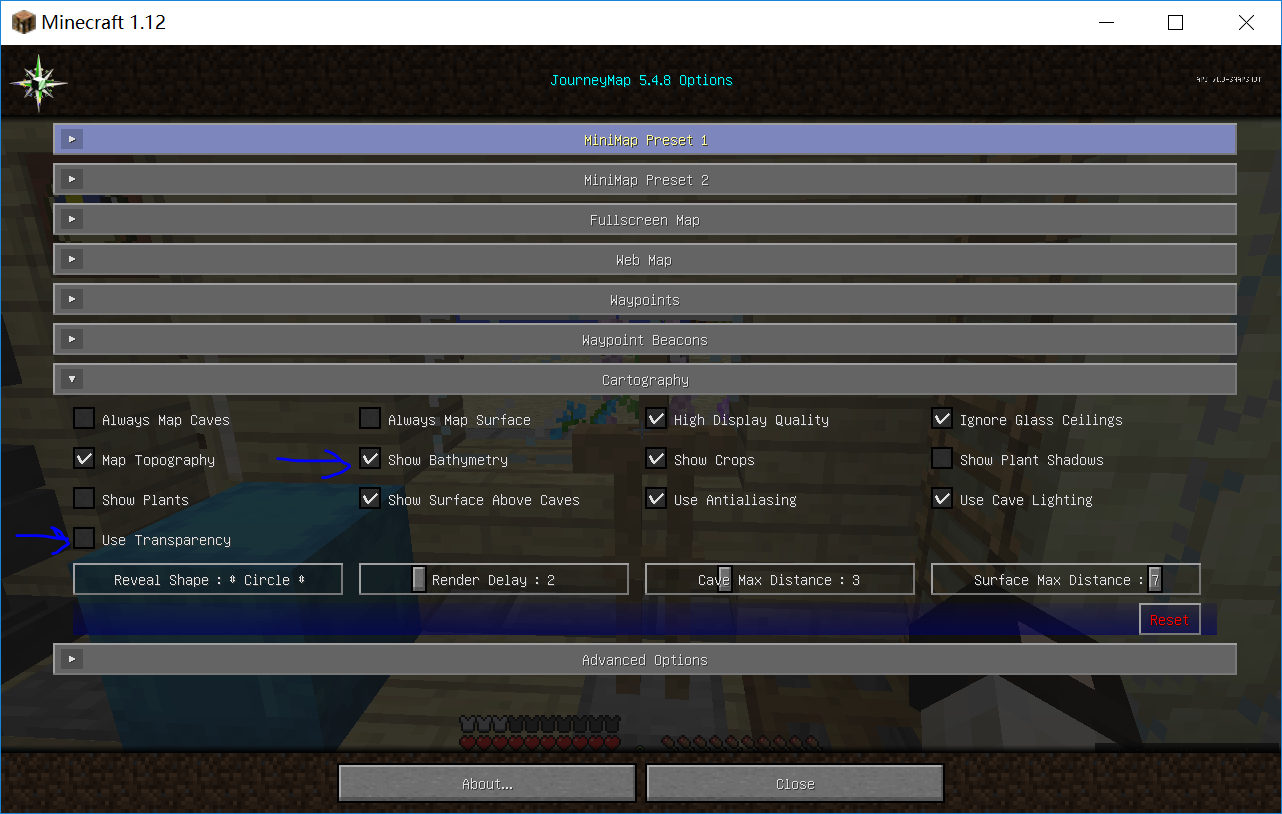 Minecraft 1.12
JourneyMap 5.4.8 Options
MiniMap Preset 1
MiniMap Preset 2
Fullscreen Map
Web Map
Waypoints
Waypoint Beacons
Cartography
Always Map Caves Always Map Surface High Display Quality Ignore Glass Ceilings
Map Topography Show Bathymetry Show Crops Show Plant Shadows
Show Plants Show Surface Above Caves Use Antialiasing Use Cave Lighting
Use Transparency
Reveal Shape : * Circle * Render Delay : 2 Cave Max Distance : 3 Surface Max Distance : 7
Reset
Advanced Options
About... Close